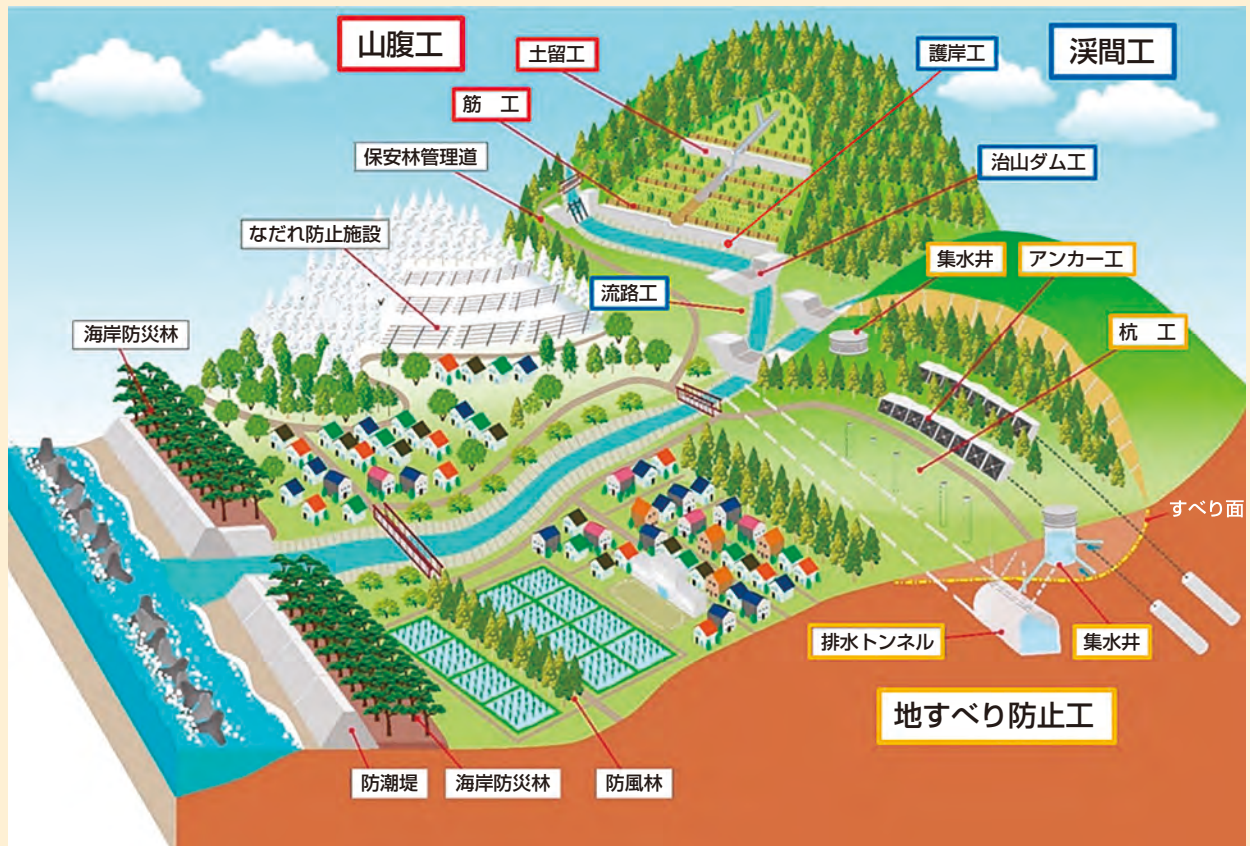 山腹工
土留工
護岸工
渓間工
筋　工
保安林管理道
治山ダム工
なだれ防止施設
集水井
アンカー工
流路工
海岸防災林
杭　工
すべり面
排水トンネル
集水井
地すべり防止工
防潮堤
海岸防災林
防風林